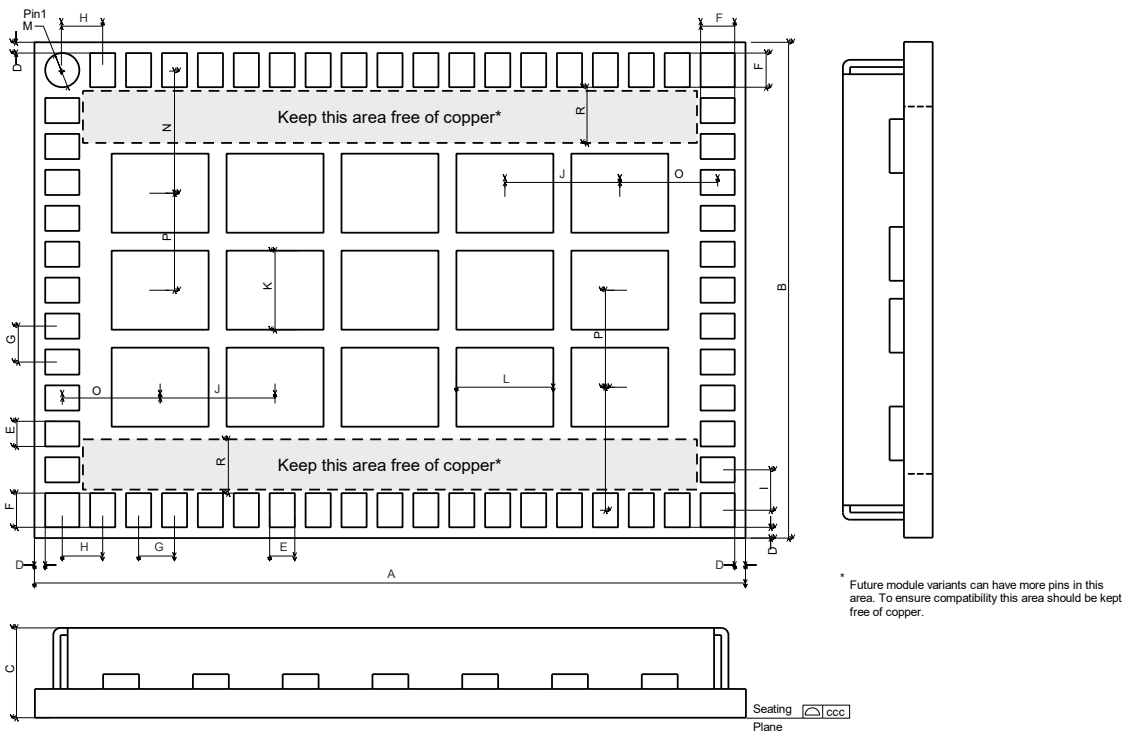 Pin1
M
H
F
D
F
Keep this area free of copper*
R
N
J
O
P
K
B
G
P
O
J
L
E
R
Keep this area free of copper*
F
I
H
G
E
D
D
D
A
* Future module variants can have more pins in this
area. To ensure compatibility this area should be kept
free of copper.
C
Seating
ccc
Plane